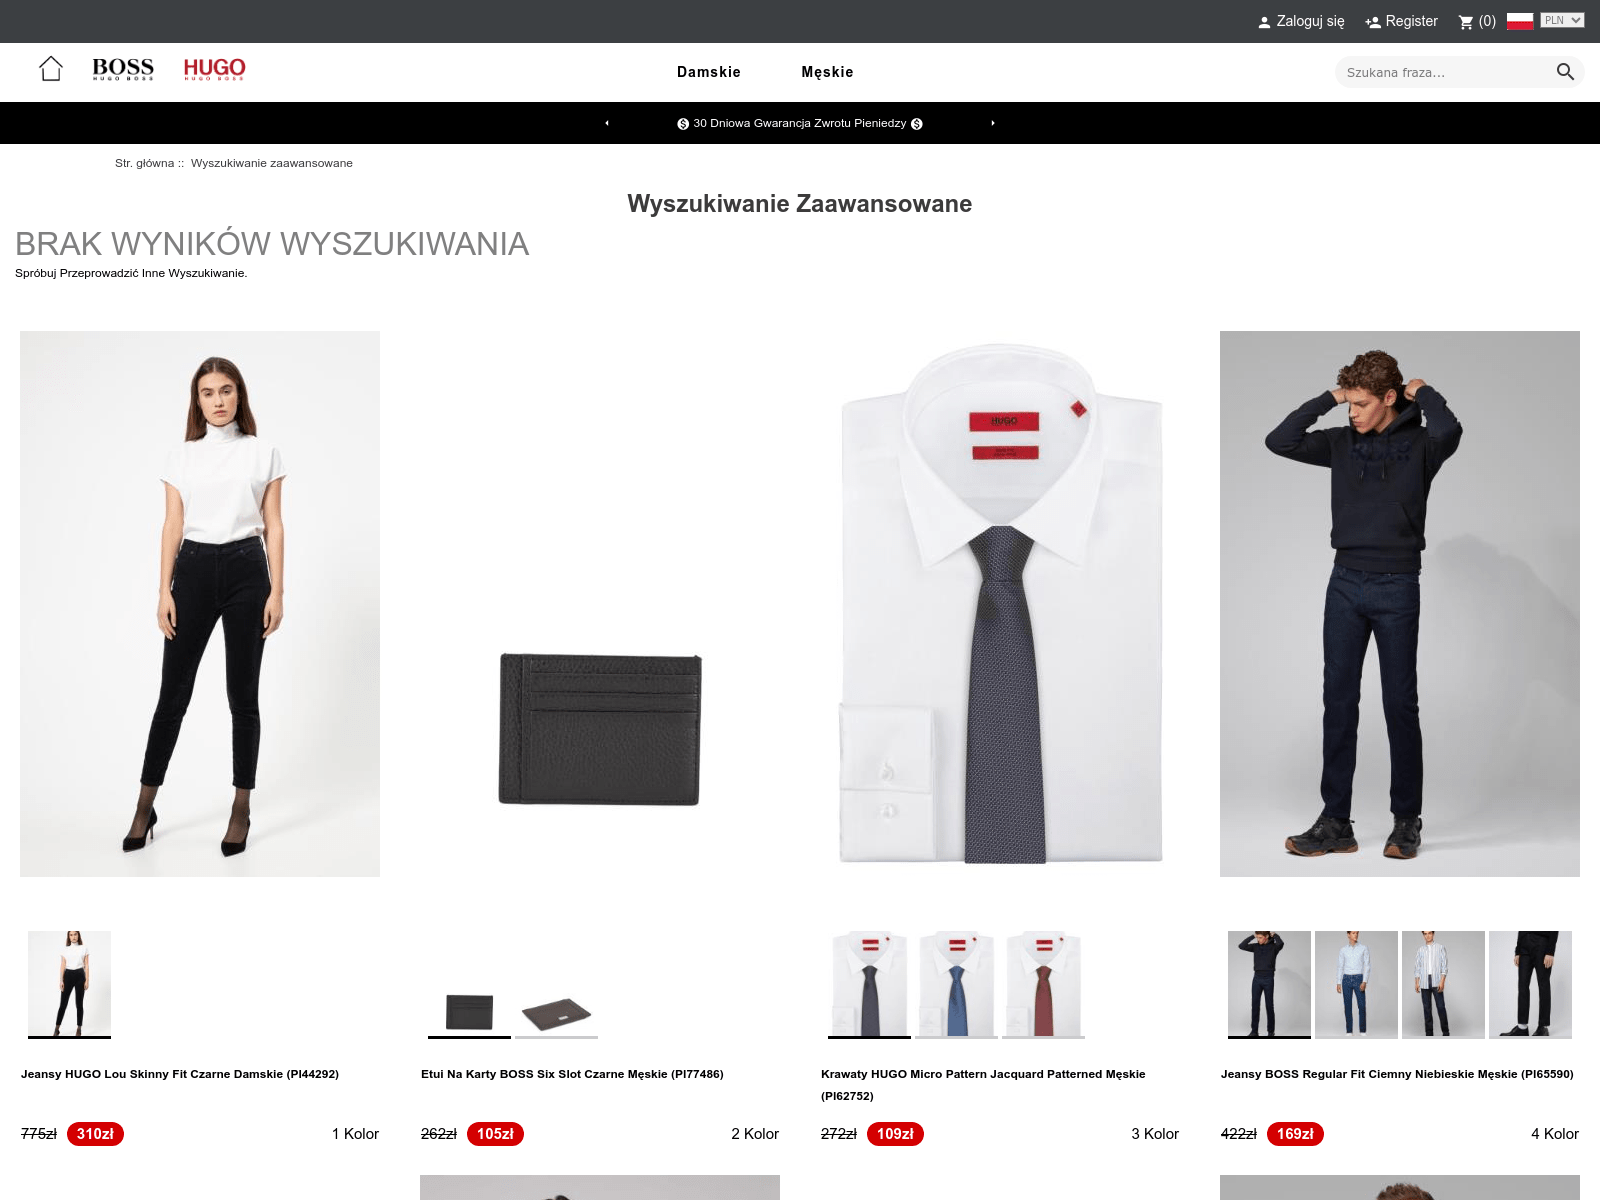 Zaloguj się Register (0) PLN
BOSS
HUGO BOSS
HUGO
HUGO BOSS
Damskie Męskie
Szukana fraza...
30 Dniowa Gwarancja Zwrotu Pieniedzy
Str. główna :: Wyszukiwanie zaawansowane
Wyszukiwanie Zaawansowane
BRAK WYNIKÓW WYSZUKIWANIA
Spróbuj Przeprowadzić Inne Wyszukiwanie.
HUGO
Jeansy HUGO Lou Skinny Fit Czarne Damskie (Pl44292)
775zł 310zł 1 Kolor
Etui Na Karty BOSS Six Slot Czarne Męskie (Pl77486)
262zł 105zł 2 Kolor
Krawaty HUGO Micro Pattern Jacquard Patterned Męskie
(Pl62752)
272zł 109zł 3 Kolor
Jeansy BOSS Regular Fit Ciemny Niebieskie Męskie (Pl65590)
422zł 169zł 4 Kolor